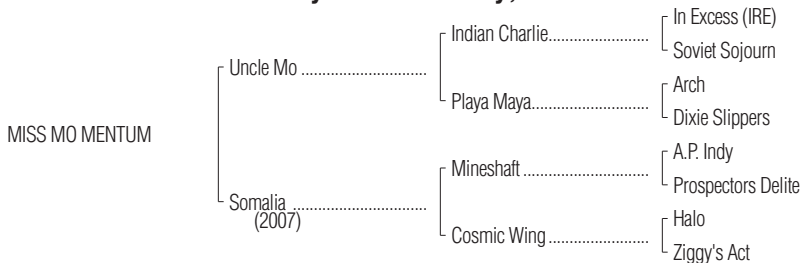 In Excess (IRE)
Indian Charlie
Soviet Sojourn
Uncle Mo
Arch
Playa Maya
Dixie Slippers
MISS MO MENTUM
A.P. Indy
Mineshaft
Prospectors Delite
Somalia
(2007)
Halo
Cosmic Wing
Ziggy's Act